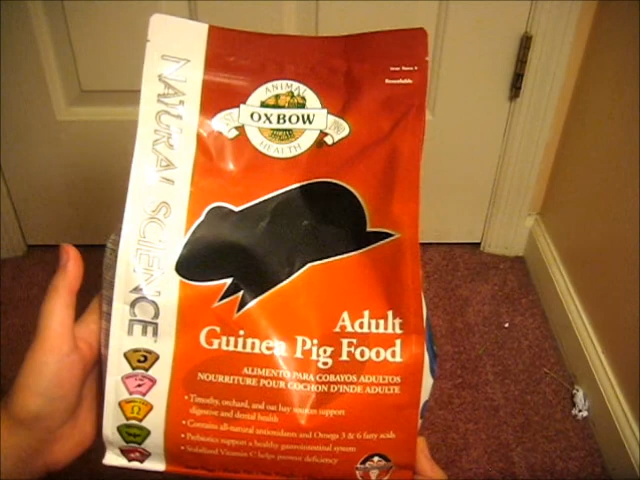 NATURAL SCIENCE
Resealable
ANIMAL
OXBOW
HEALTH
Adult
Guinea Pig Food
ALIMENTO PARA COBAYOS ADULTOS
NOURRITURE POUR COCHON D'INDE ADULTE
• Timothy, orchard, and oat hay sources support
digestive and dental health
• Contains all-natural antioxidants and Omega 3 & 6 fatty acids
• Prebiotics support a healthy gastrointestinal system
• Stabilized Vitamin C helps prevent deficiency